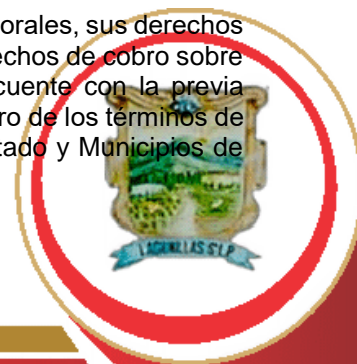 orales, sus derechos
echos de cobro sobre
cuente con la previa
ro de los términos de
tado y Municipios de
LAGUNILLAS S.L.P.